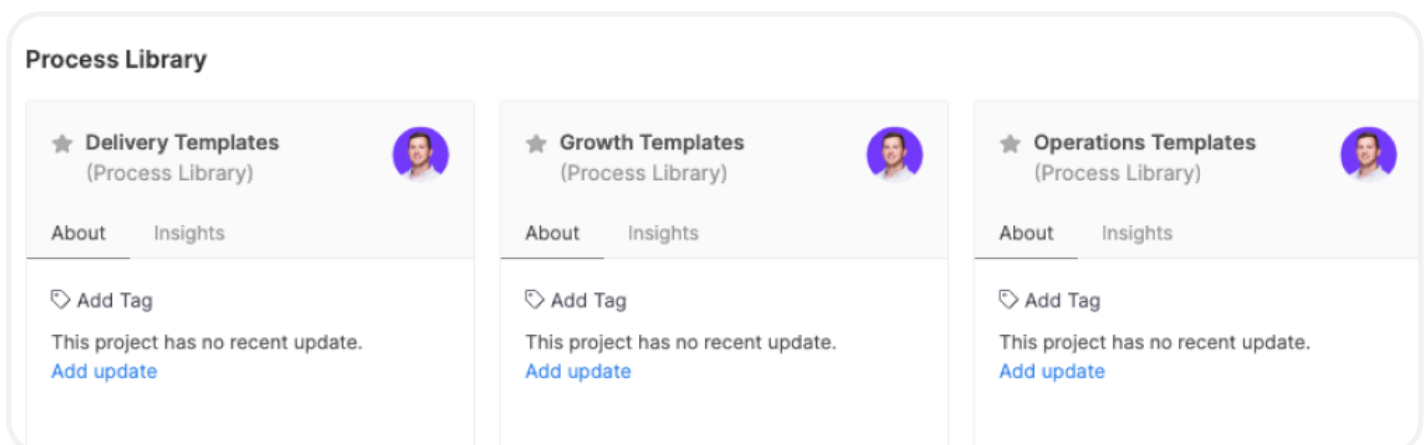 Process Library
Delivery Templates
(Process Library)
About Insights
Add Tag
This project has no recent update.
Add update
Growth Templates
(Process Library)
About Insights
Add Tag
This project has no recent update.
Add update
Operations Templates
(Process Library)
About Insights
Add Tag
This project has no recent update.
Add update